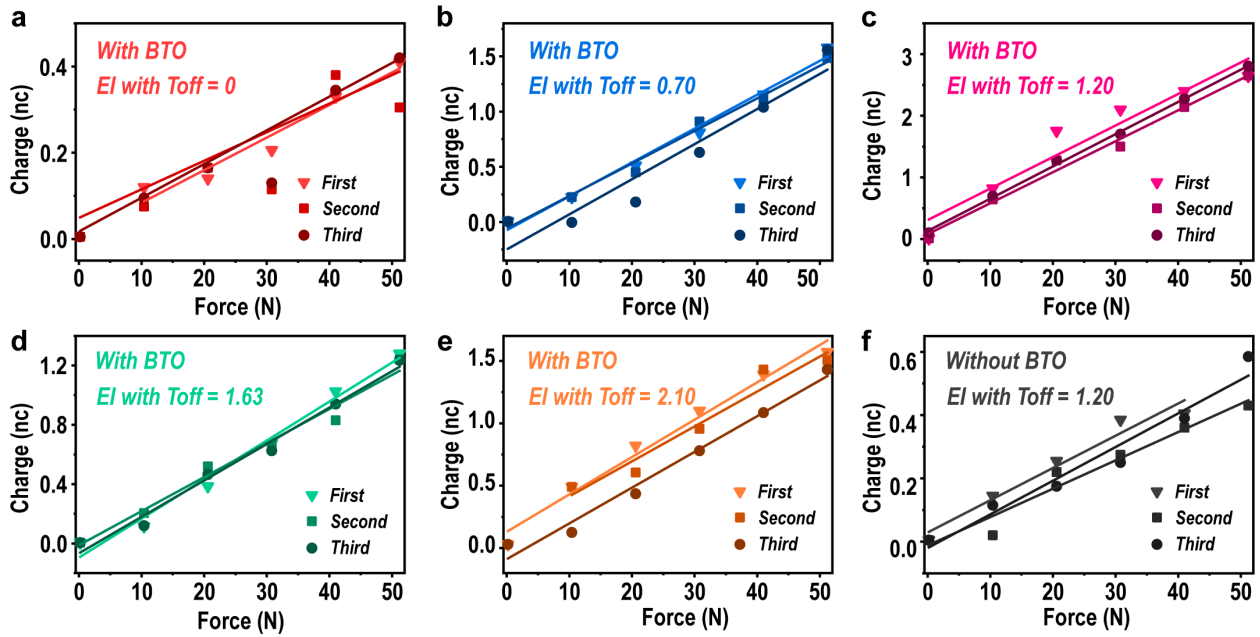 a
With BTO
EI with Toff = 0
Charge (nc)
0.4
0.2
0.0
First
Second
Third
0 10 20 30 40 50
Force (N)
b
With BTO
EI with Toff = 0.70
Charge (nc)
1.5
1.0
0.5
0.0
First
Second
Third
0 10 20 30 40 50
Force (N)
c
With BTO
EI with Toff = 1.20
Charge (nc)
3
2
1
0
First
Second
Third
0 10 20 30 40 50
Force (N)
d
With BTO
EI with Toff = 1.63
Charge (nc)
1.2
0.8
0.4
0.0
First
Second
Third
0 10 20 30 40 50
Force (N)
e
With BTO
EI with Toff = 2.10
Charge (nc)
1.5
1.0
0.5
0.0
First
Second
Third
0 10 20 30 40 50
Force (N)
f
Without BTO
EI with Toff = 1.20
Charge (nc)
0.6
0.4
0.2
0.0
First
Second
Third
0 10 20 30 40 50
Force (N)